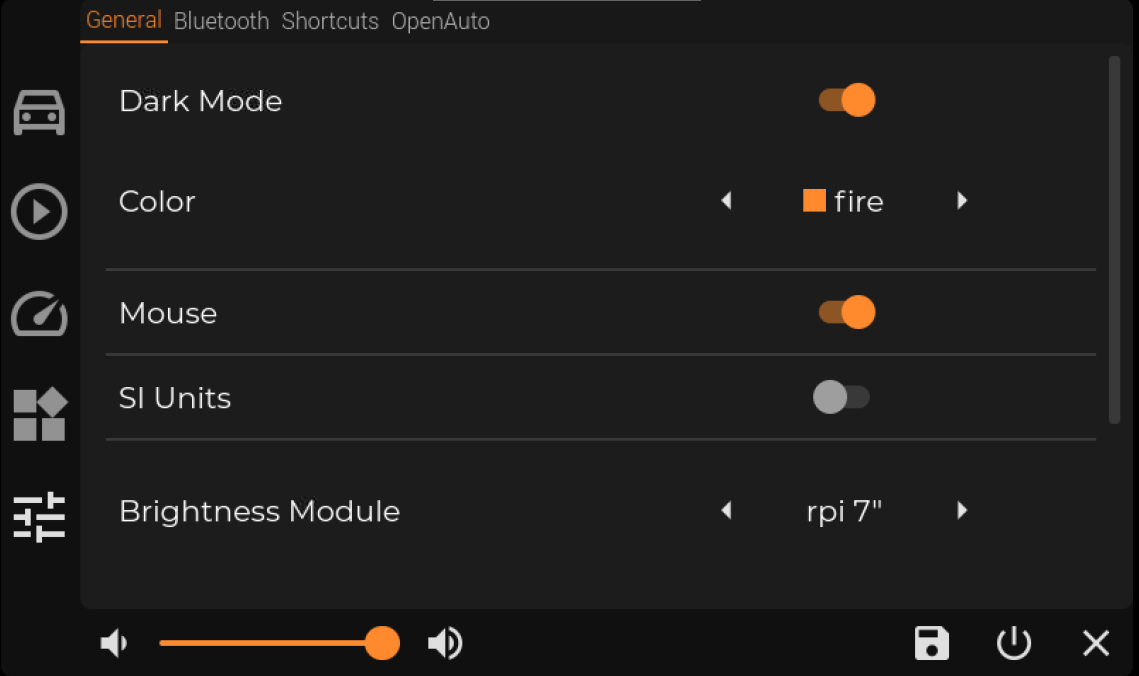 General Bluetooth Shortcuts OpenAuto
Dark Mode
Color fire
Mouse
SI Units
Brightness Module rpi 7"